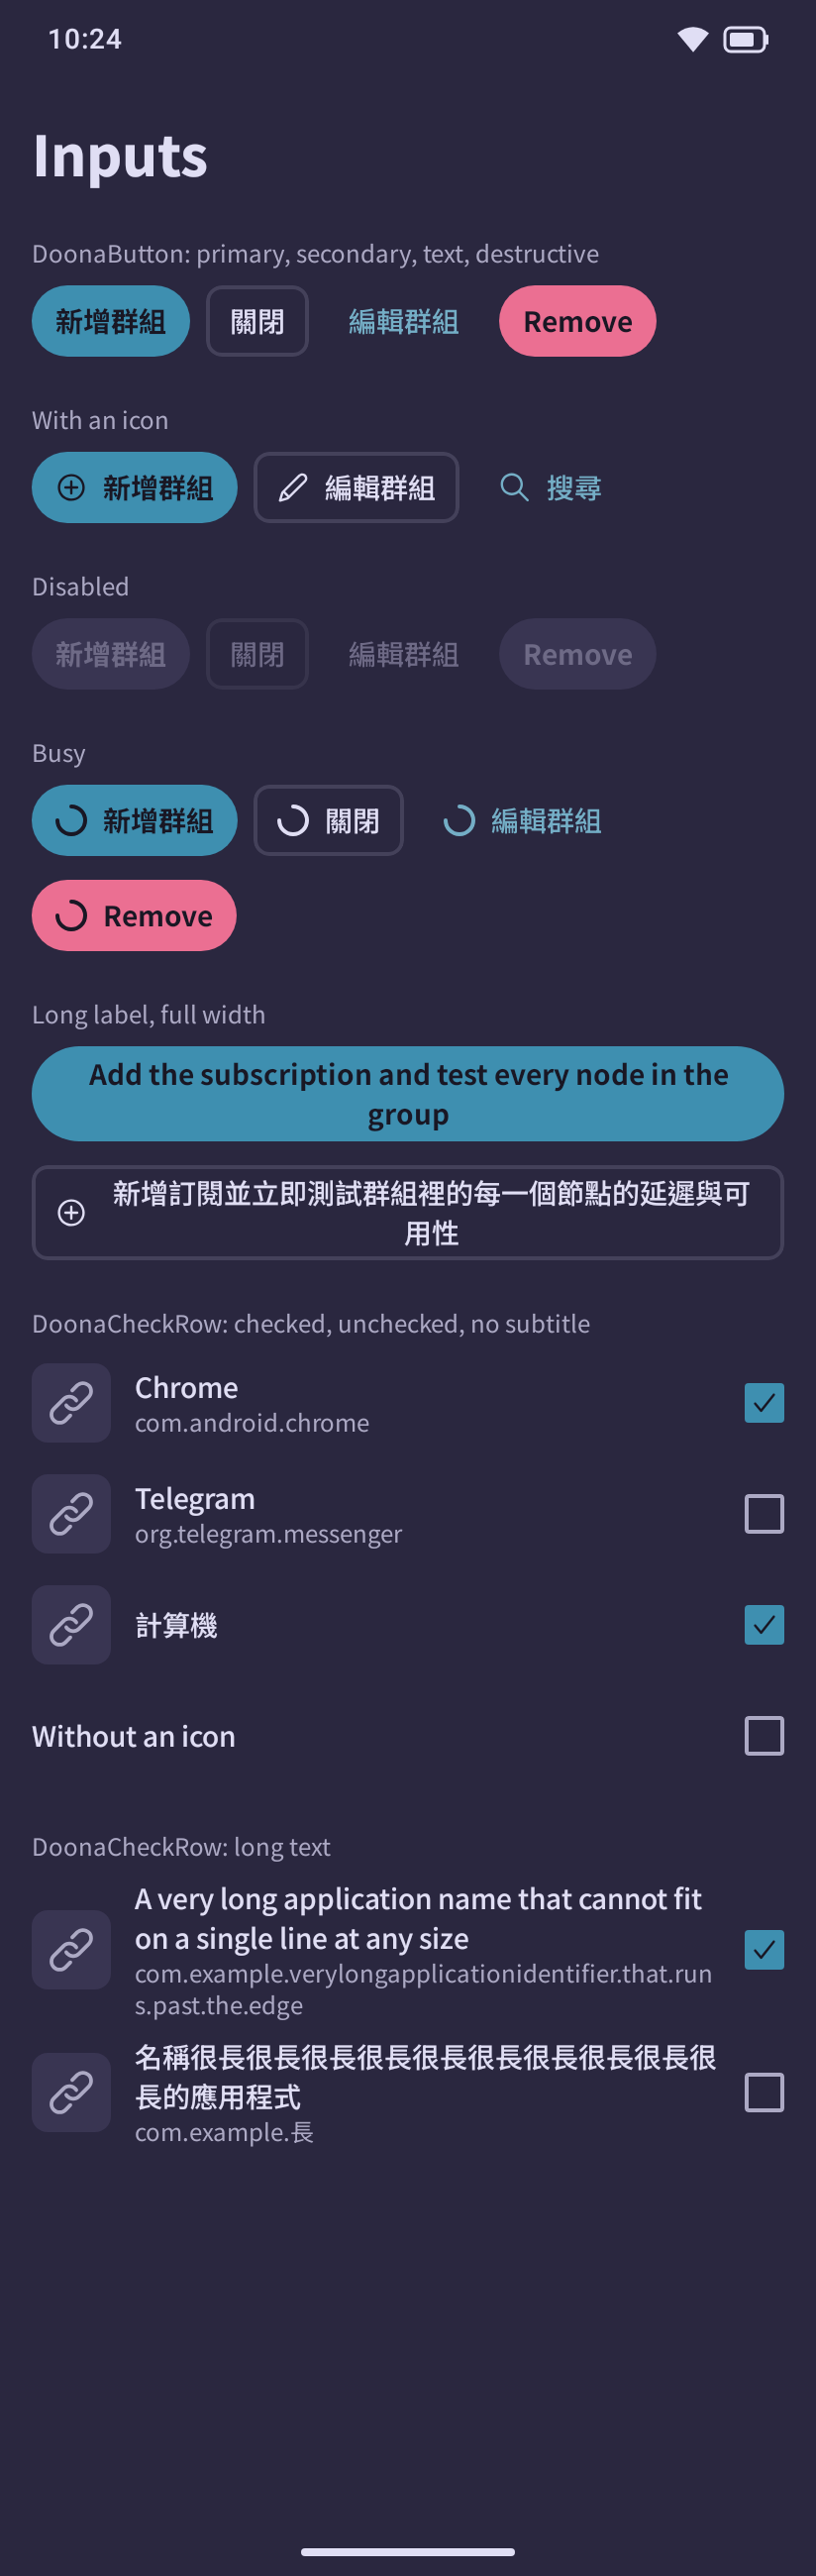 10:24
Inputs
DoonaButton: primary, secondary, text, destructive
新增群組 關閉 編輯群組 Remove
With an icon
新增群組 編輯群組 搜尋
Disabled
新增群組 關閉 編輯群組 Remove
Busy
新增群組 關閉 編輯群組
Remove
Long label, full width
Add the subscription and test every node in the
group
新增訂閱並立即測試群組裡的每一個節點的延遲與可
用性
DoonaCheckRow: checked, unchecked, no subtitle
Chrome
com.android.chrome
Telegram
org.telegram.messenger
計算機
Without an icon
DoonaCheckRow: long text
A very long application name that cannot fit
on a single line at any size
com.example.verylongapplicationidentifier.that.run
s.past.the.edge
名稱很長很長很長很長很長很長很長很長很長很
長的應用程式
com.example.長